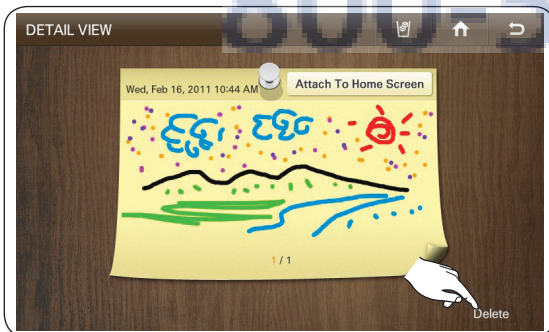 DETAIL VIEW
Wed, Feb 16, 2011 10:44 AM
Attach To Home Screen
1 / 1
Delete